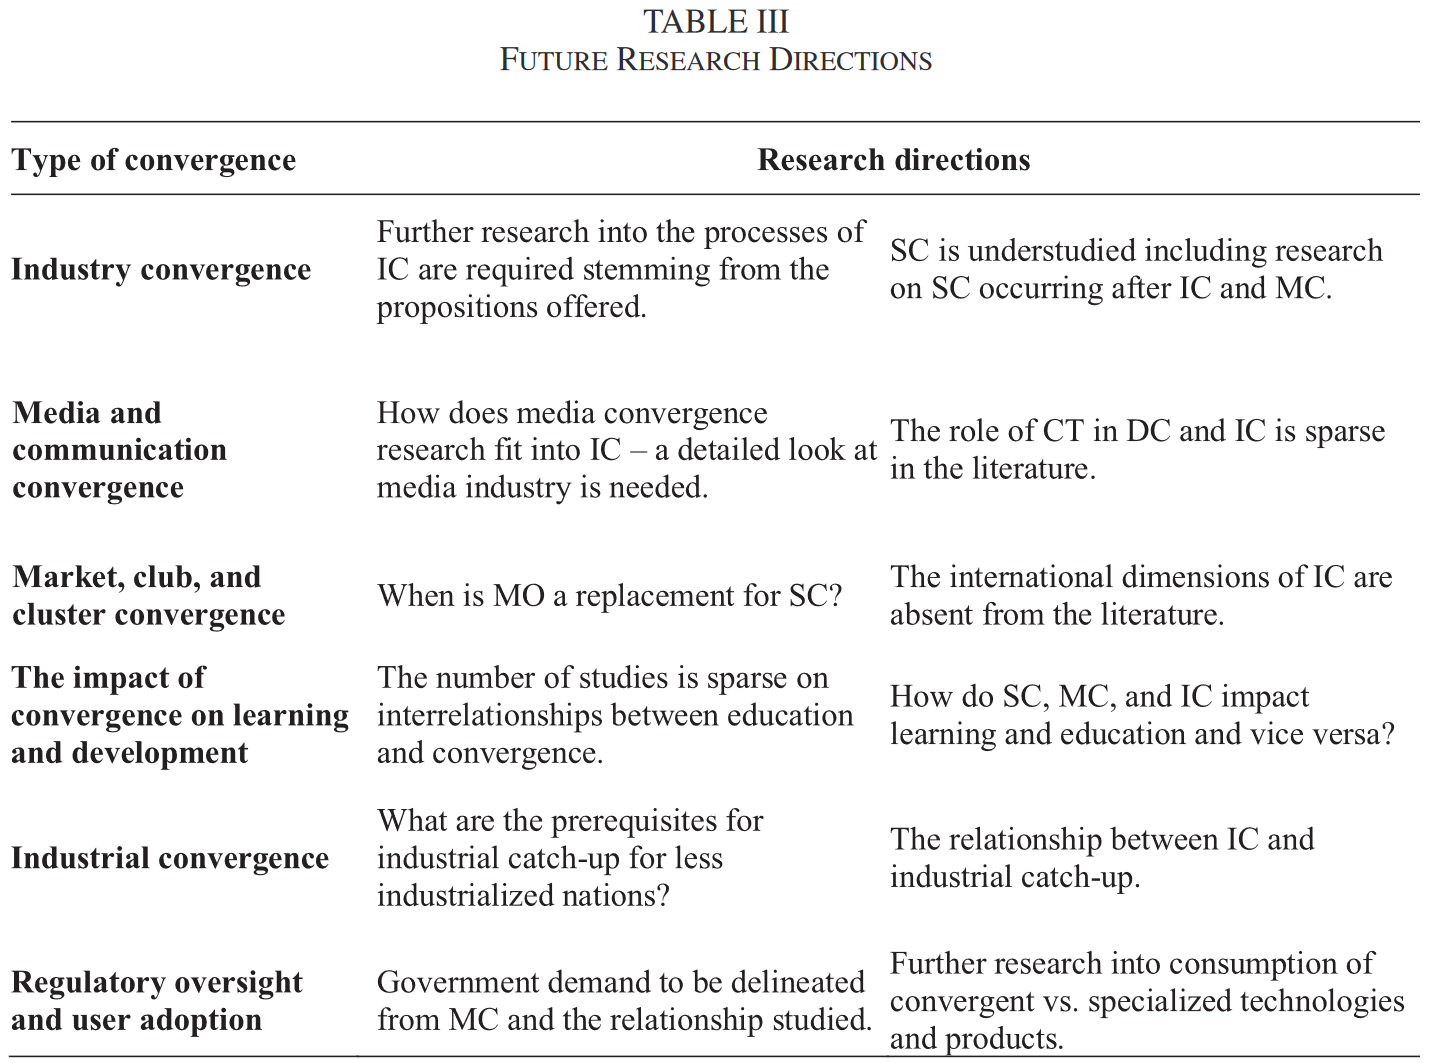 TABLE III
FUTURE RESEARCH DIRECTIONS
Type of convergence
Research directions
Industry convergence
Further research into the processes of
IC are required stemming from the
propositions offered.
SC is understudied including research
on SC occurring after IC and MC.
Media and
communication
convergence
How does media convergence
research fit into IC – a detailed look at
media industry is needed.
The role of CT in DC and IC is sparse
in the literature.
Market, club, and
cluster convergence
When is MO a replacement for SC?
The international dimensions of IC are
absent from the literature.
The impact of
convergence on learning
and development
The number of studies is sparse on
interrelationships between education
and convergence.
How do SC, MC, and IC impact
learning and education and vice versa?
Industrial convergence
What are the prerequisites for
industrial catch-up for less
industrialized nations?
The relationship between IC and
industrial catch-up.
Regulatory oversight
and user adoption
Government demand to be delineated
from MC and the relationship studied.
Further research into consumption of
convergent vs. specialized technologies
and products.